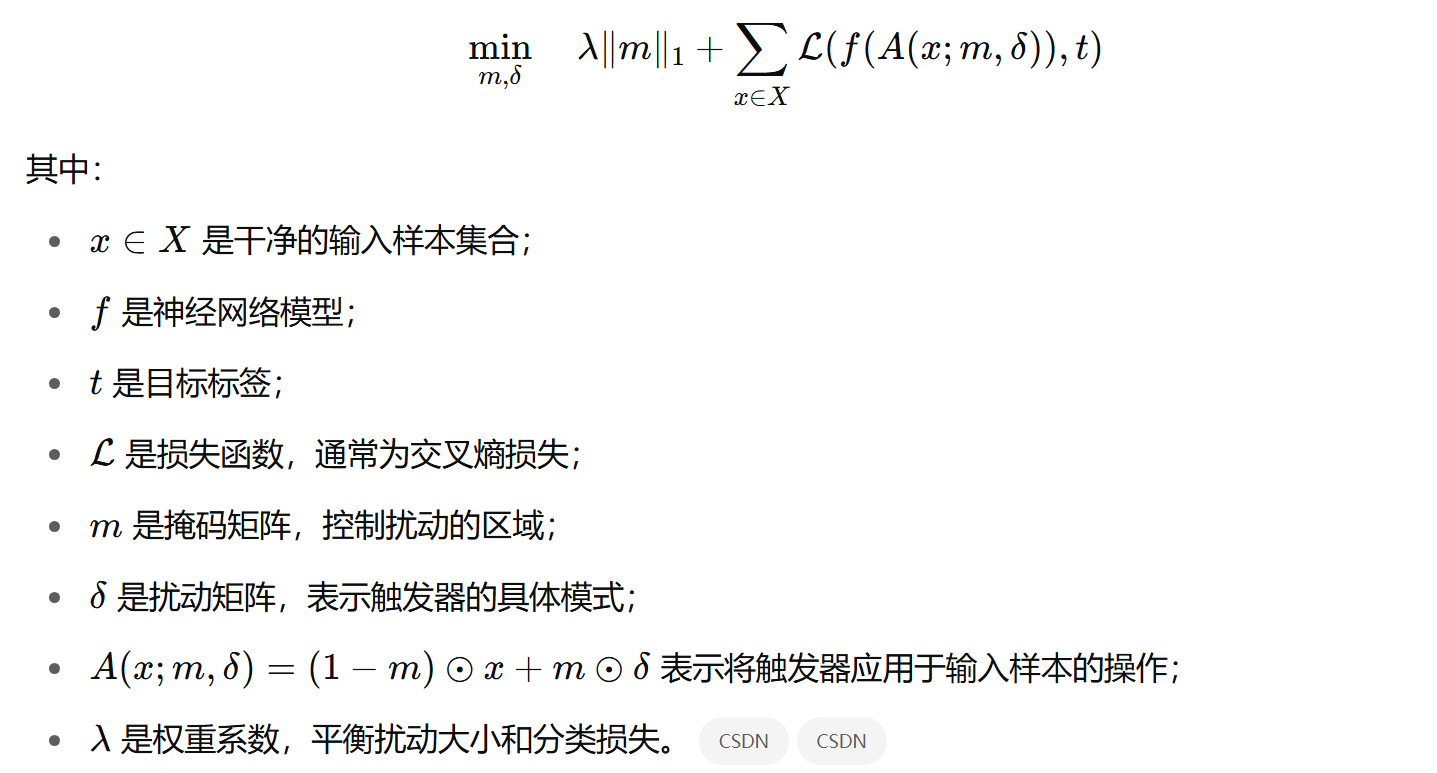 $$\min_{m,\delta} \quad \lambda \|m\|_1 + \sum_{x \in X} \mathcal{L}(f(A(x; m, \delta)), t)$$
其中：
• $x \in X$ 是干净的输入样本集合；
• $f$ 是神经网络模型；
• $t$ 是目标标签；
• $\mathcal{L}$ 是损失函数，通常为交叉熵损失；
• $m$ 是掩码矩阵，控制扰动的区域；
• $\delta$ 是扰动矩阵，表示触发器的具体模式；
• $A(x; m, \delta) = (1 - m) \odot x + m \odot \delta$ 表示将触发器应用于输入样本的操作；
• $\lambda$ 是权重系数，平衡扰动大小和分类损失。 CSDN CSDN